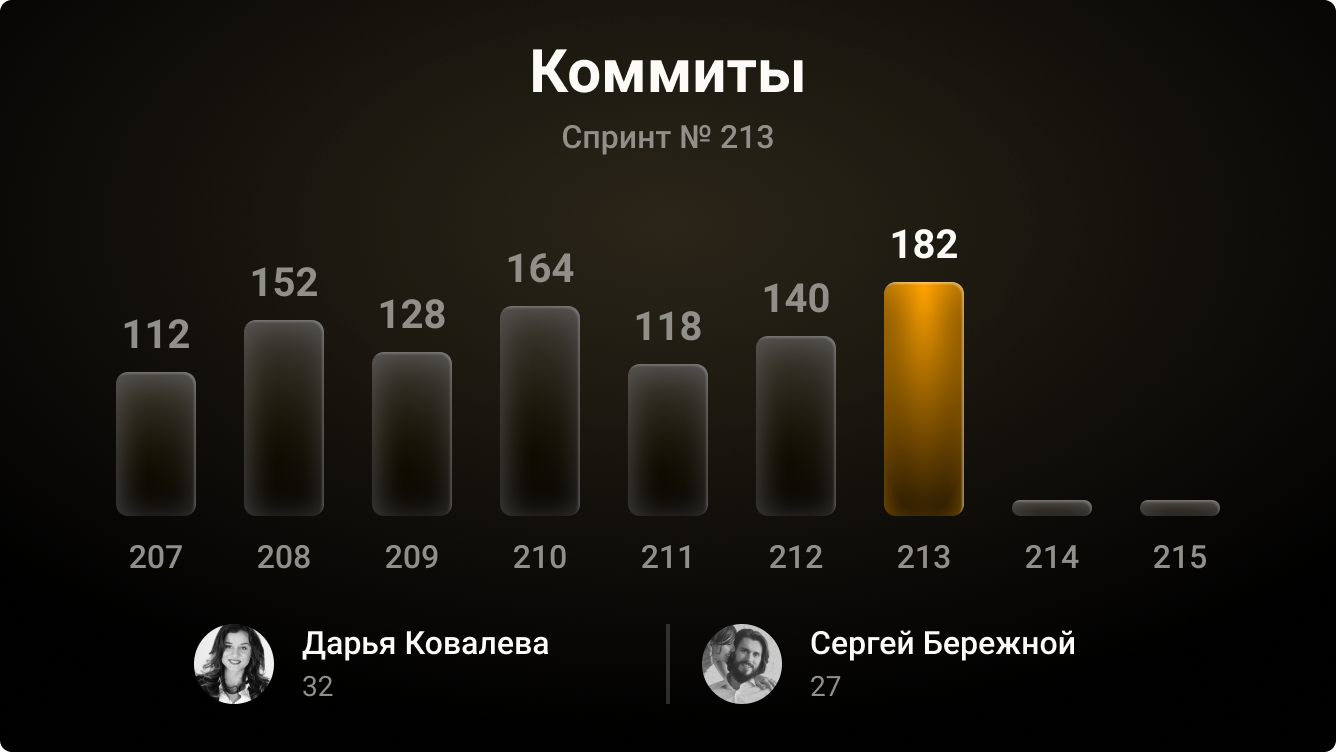 Коммиты
Спринт № 213
112 152 128 164 118 140 182
207 208 209 210 211 212 213 214 215
Дарья Ковалева
32
Сергей Бережной
27